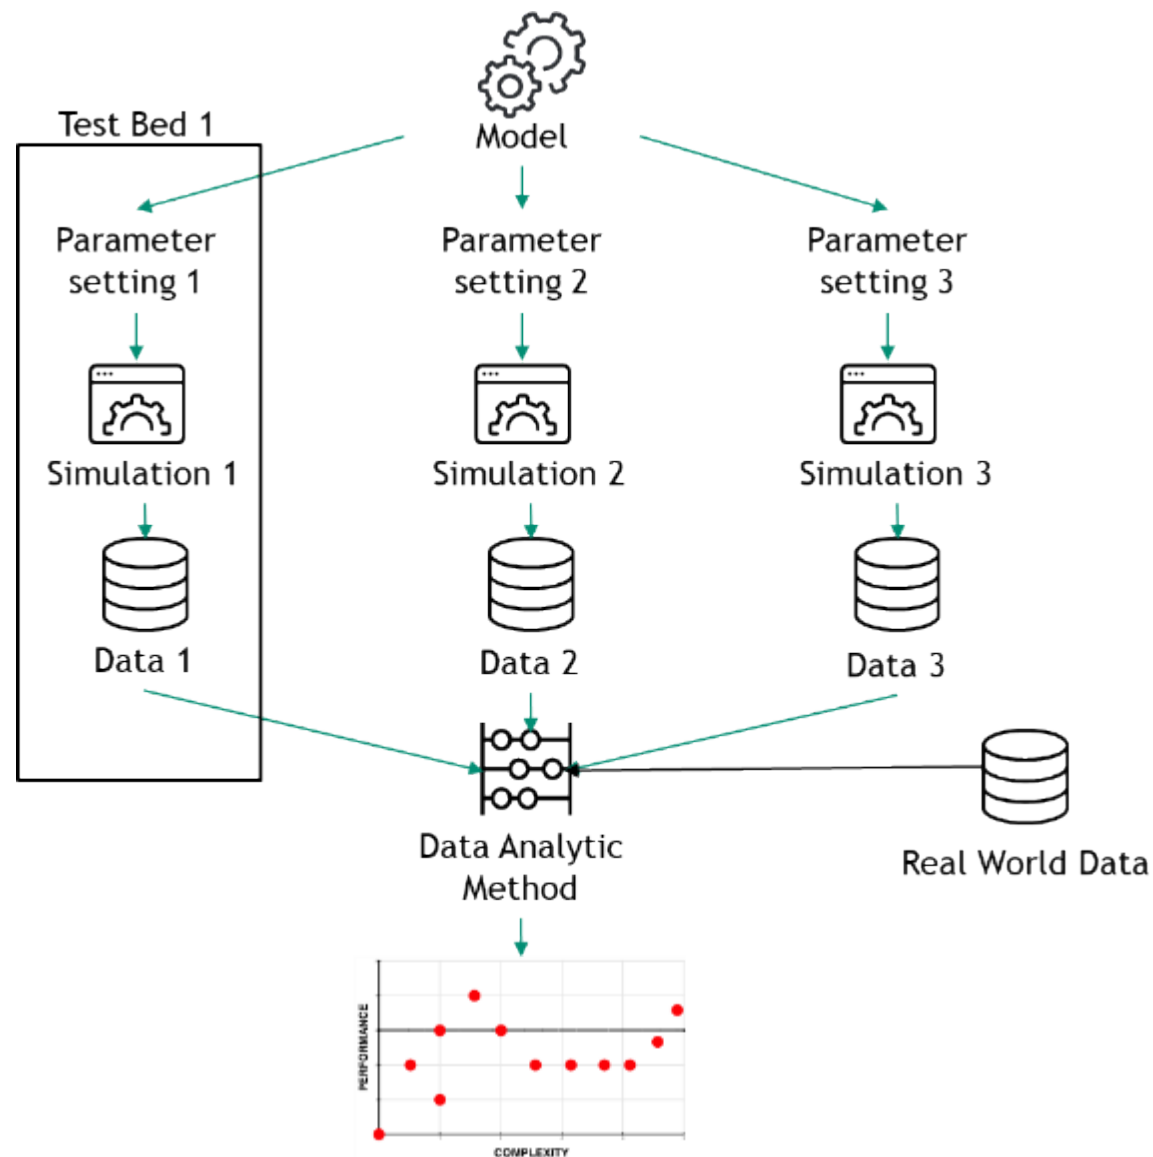 Test Bed 1
Model
Parameter
setting 1
Parameter
setting 2
Parameter
setting 3
Simulation 1
Simulation 2
Simulation 3
Data 1
Data 2
Data 3
Data Analytic
Method
Real World Data
PERFORMANCE
COMPLEXITY